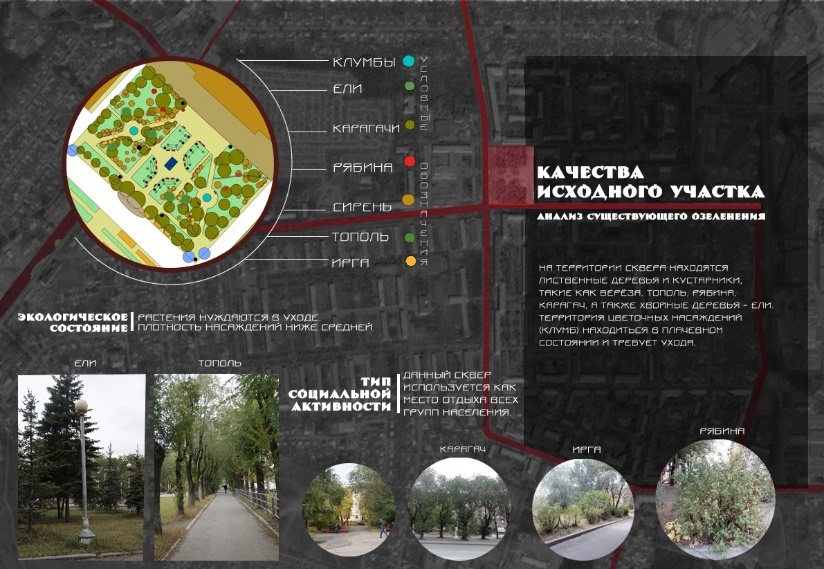 КЛУМБЫ
ЕЛИ
КАРАГАЧИ
РЯБИНА
СИРЕНЬ
ТОПОЛЬ
ИРГА
УСЛОВНЫЕ ОБОЗНАЧЕНИЯ
КАЧЕСТВА
ИСХОДНОГО УЧАСТКА
АНАЛИЗ СУЩЕСТВУЮЩЕГО ОЗЕЛЕНЕНИЯ
НА ТЕРРИТОРИИ СКВЕРА НАХОДЯТСЯ
ЛИСТВЕННЫЕ ДЕРЕВЬЯ И КУСТАРНИКИ,
ТАКИЕ КАК БЕРЁЗА, ТОПОЛЬ, РЯБИНА,
КАРАГАЧ, А ТАКЖЕ ХВОЙНЫЕ ДЕРЕВЬЯ - ЕЛИ.
ТЕРРИТОРИЯ ЦВЕТОЧНЫХ НАСАЖДЕНИЙ
(КЛУМБ) НАХОДИТЬСЯ В ПЛАЧЕВНОМ
СОСТОЯНИИ И ТРЕБУЕТ УХОДА.
ЭКОЛОГИЧЕСКОЕ
СОСТОЯНИЕ
РАСТЕНИЯ НУЖДАЮТСЯ В УХОДЕ.
ПЛОТНОСТЬ НАСАЖДЕНИЙ НИЖЕ СРЕДНЕЙ
ЕЛИ
ТОПОЛЬ
ТИП
СОЦИАЛЬНОЙ
АКТИВНОСТИ
ДАННЫЙ СКВЕР
ИСПОЛЬЗУЕТСЯ КАК
МЕСТО ОТДЫХА ВСЕХ
ГРУПП НАСЕЛЕНИЯ.
КАРАГАЧ
ИРГА
РЯБИНА